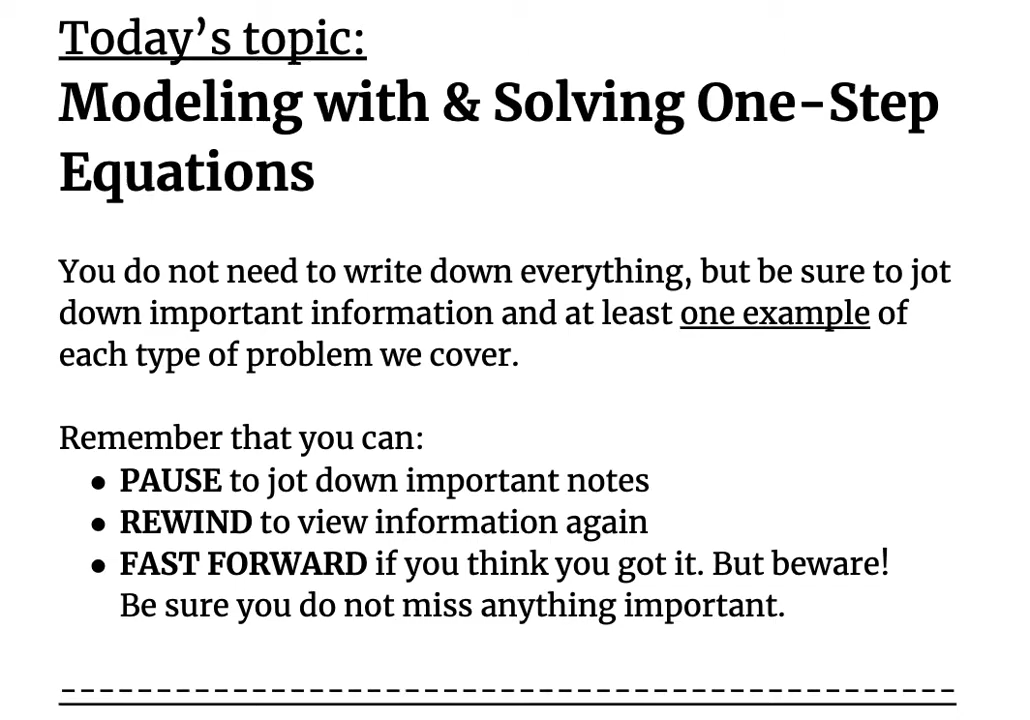 Today’s topic:
Modeling with & Solving One-Step
Equations
You do not need to write down everything, but be sure to jot
down important information and at least one example of
each type of problem we cover.
Remember that you can:
● PAUSE to jot down important notes
● REWIND to view information again
● FAST FORWARD if you think you got it. But beware!
Be sure you do not miss anything important.
-----------------------------------------------